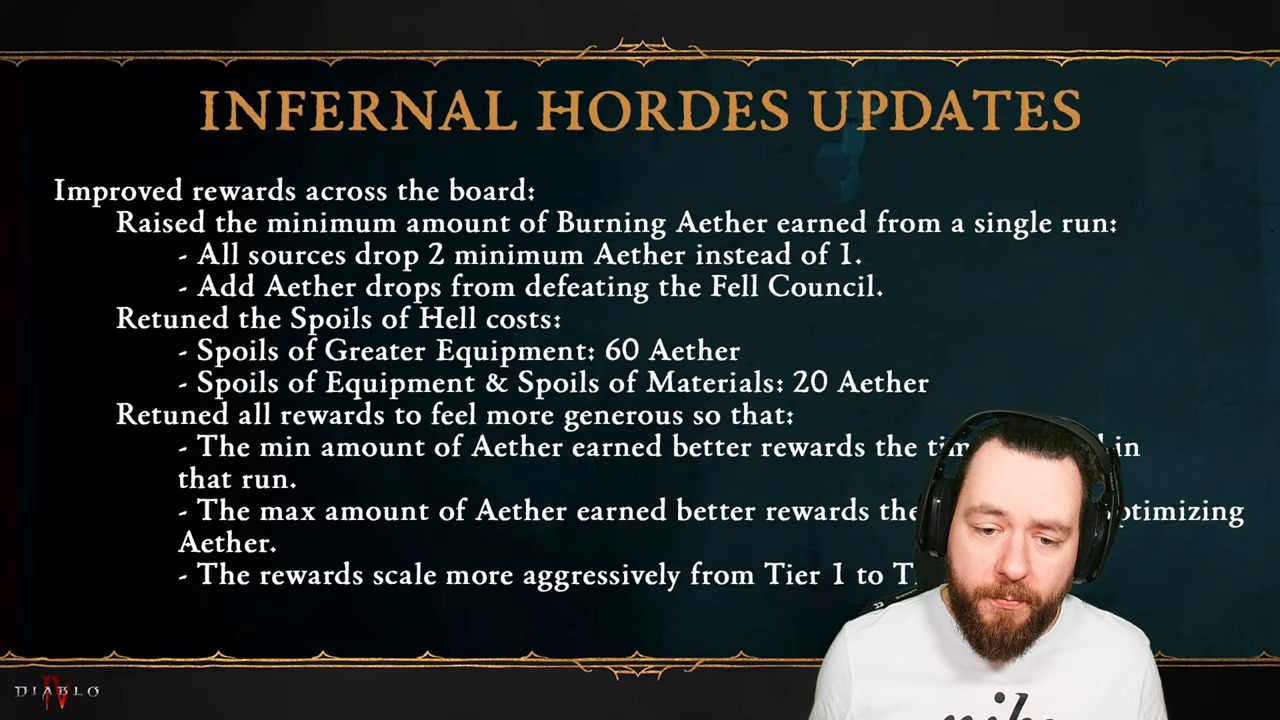 INFERNAL HORDES UPDATES
Improved rewards across the board:
Raised the minimum amount of Burning Aether earned from a single run:
- All sources drop 2 minimum Aether instead of 1.
- Add Aether drops from defeating the Fell Council.
Retuned the Spoils of Hell costs:
- Spoils of Greater Equipment: 60 Aether
- Spoils of Equipment & Spoils of Materials: 20 Aether
Retuned all rewards to feel more generous so that:
- The min amount of Aether earned better rewards the in
that run.
- The max amount of Aether earned better rewards the
Aether.
- The rewards scale more aggressively from Tier 1 to
DIABLO
IV